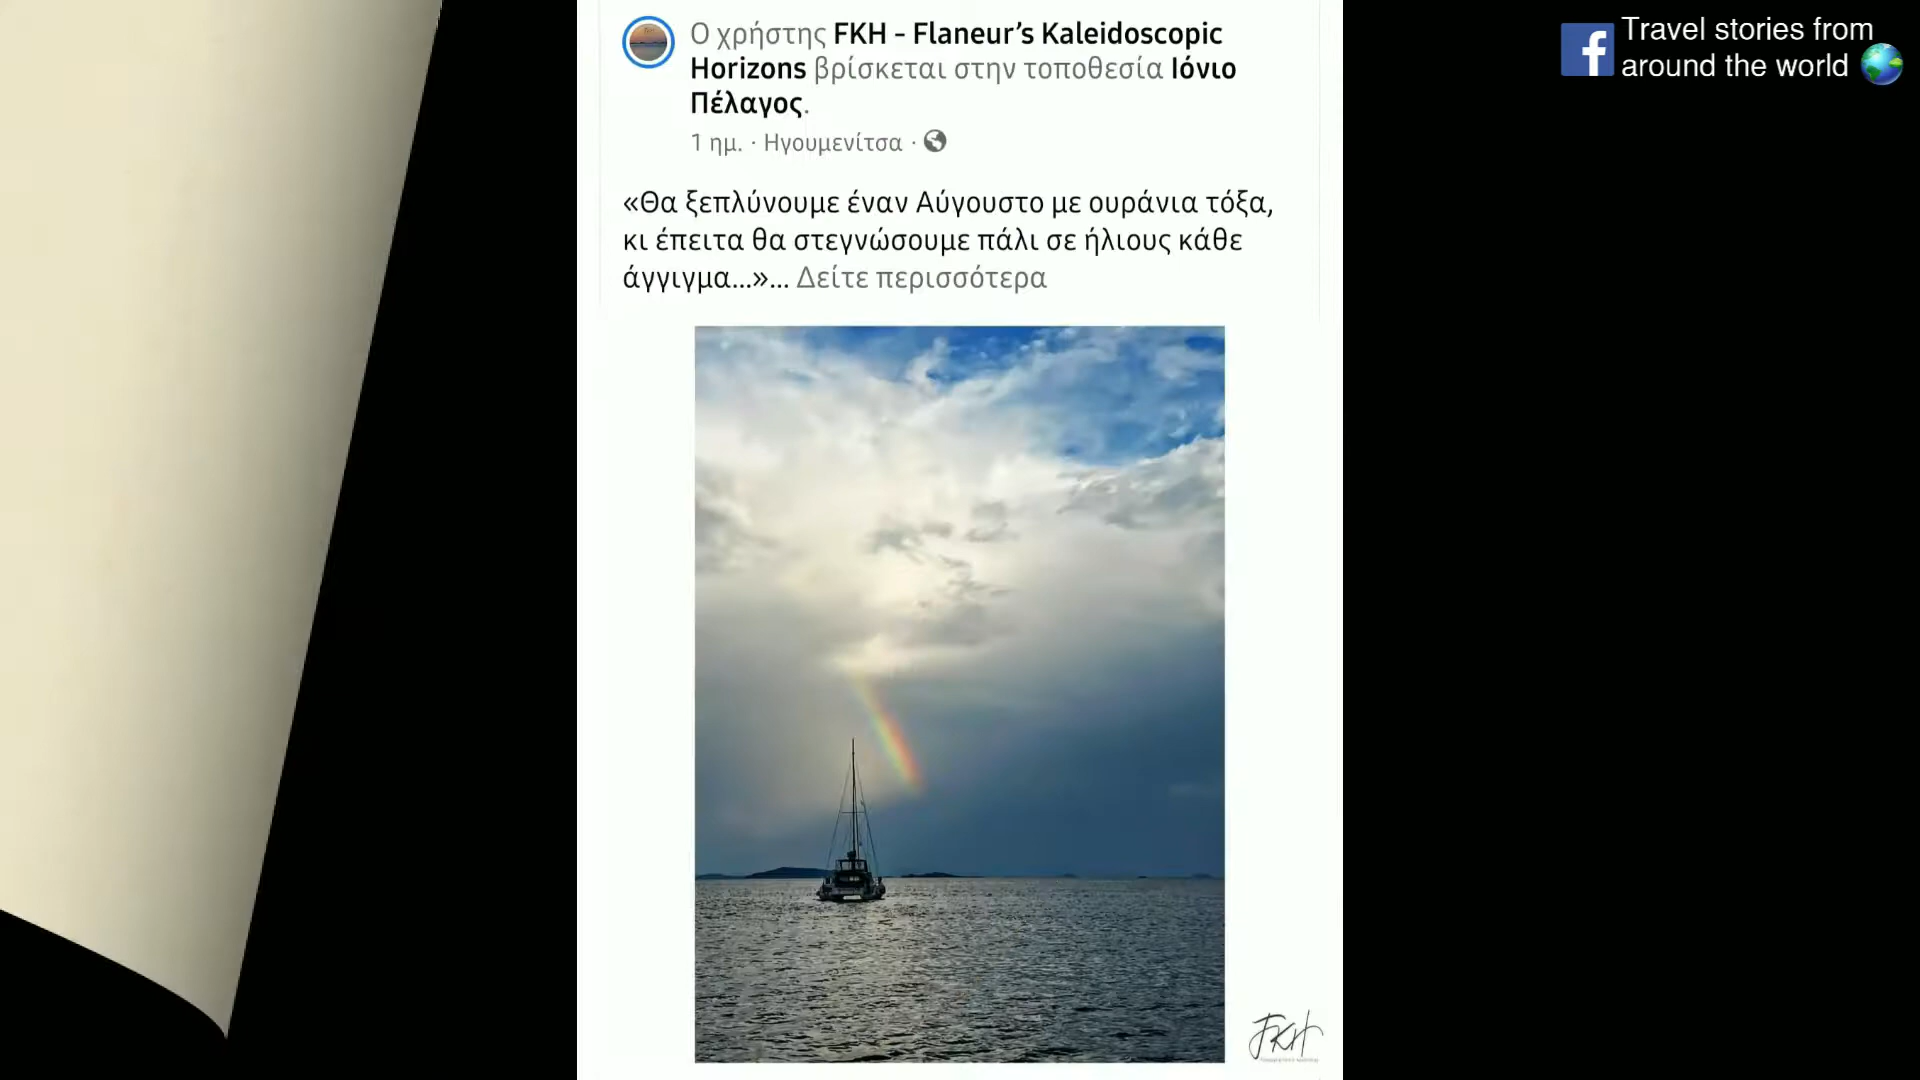 Ο χρήστης FKH - Flaneur’s Kaleidoscopic
Horizons βρίσκεται στην τοποθεσία Ιόνιο
Πέλαγος.
1 ημ. · Ηγουμενίτσα ·
«Θα ξεπλύνουμε έναν Αύγουστο με ουράνια τόξα,
κι έπειτα θα στεγνώσουμε πάλι σε ήλιους κάθε
άγγιγμα...»... Δείτε περισσότερα
FKH
Travel stories from
around the world